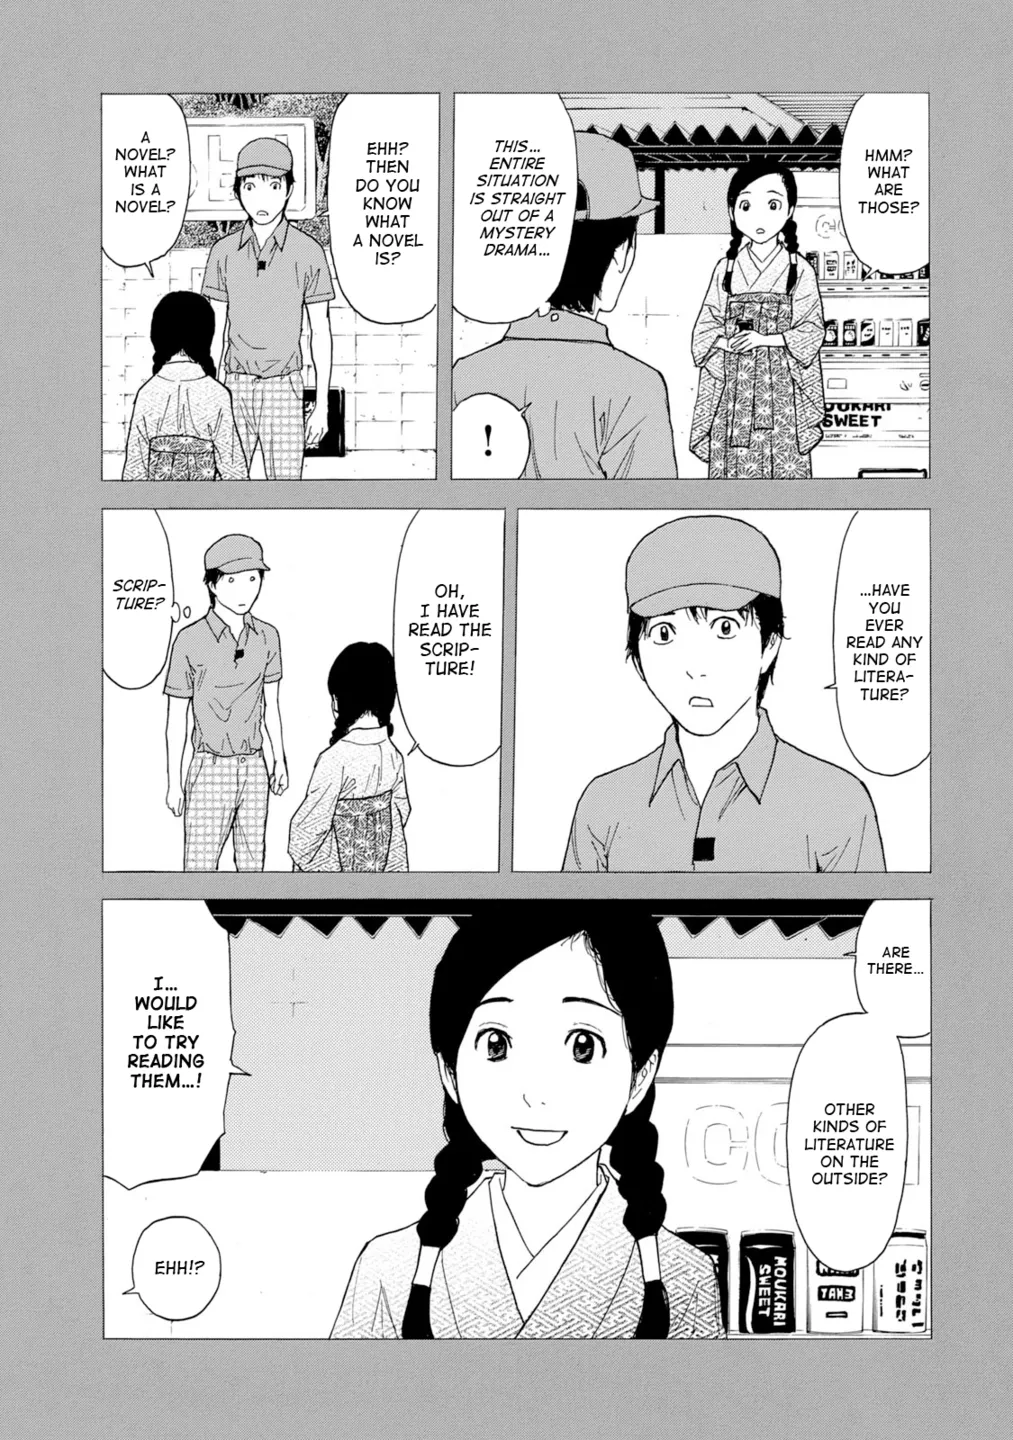 HMM?
WHAT
ARE
THOSE?
THIS...
ENTIRE
SITUATION
IS STRAIGHT
OUT OF A
MYSTERY
DRAMA...
!
OUKARI
SWEET
EHH?
THEN
DO YOU
KNOW
WHAT
A NOVEL
IS?
A
NOVEL?
WHAT
IS A
NOVEL?
...HAVE
YOU
EVER
READ ANY
KIND OF
LITERA-
TURE?
OH,
I HAVE
READ THE
SCRIP-
TURE!
SCRIP-
TURE?
ARE
THERE...
OTHER
KINDS OF
LITERATURE
ON THE
OUTSIDE?
I...
WOULD
LIKE
TO TRY
READING
THEM...!
EHH!?
MOUKARI
SWEET
TAKE